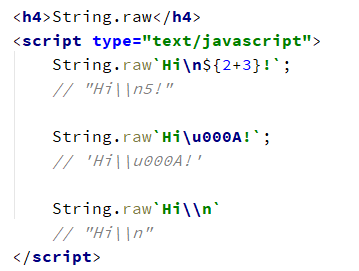 <h4>String.raw</h4>
<script type="text/javascript">
String.raw`Hi\n${2+3}!`;
// "Hi\\n5!"
String.raw`Hi\u000A!`;
// 'Hi\\u000A!'
String.raw`Hi\\n`
// "Hi\\n"
</script>